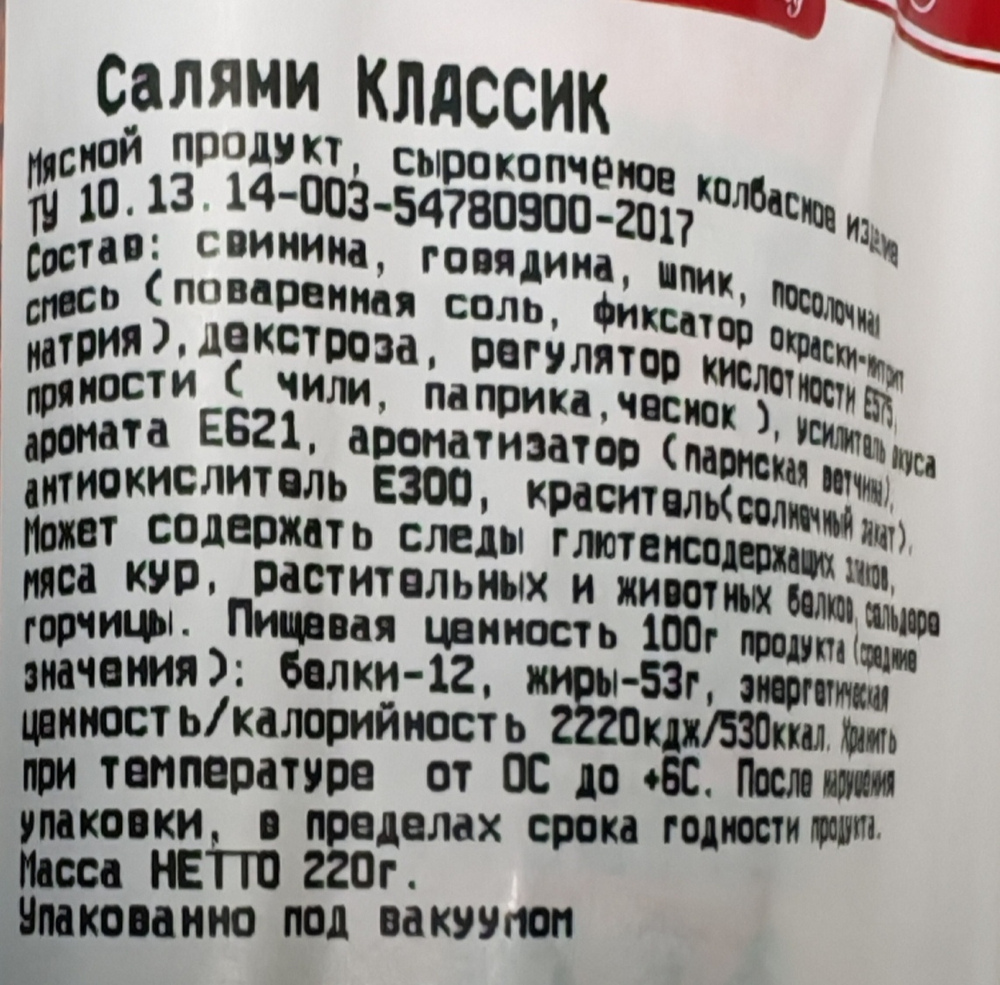 Салями КЛАССИК
Мясной продукт, сырокопчёное колбасное изделие
ТУ 10.13.14-003-54780900-2017
Состав: свинина, говядина, шпик, посолочная
смесь (поваренная соль, фиксатор окраски-нитрит
натрия), декстроза, регулятор кислотности Е575,
пряности ( чили, паприка, чеснок ), усилитель вкуса
аромата Е621, ароматизатор (пармская ветчина),
антиокислитель Е300, краситель(солнечный закат).
Может содержать следы глютенсодержащих злаков,
мяса кур, растительных и животных белков, сельдерея
горчицы. Пищевая ценность 100г продукта (средние
значения): белки-12, жиры-53г, энергетическая
ценность/калорийность 2220кдж/530ккал. Хранить
при температуре от 0С до +6С. После нарушения
упаковки, в пределах срока годности продукта.
Масса НЕТТО 220г.
Упакованно под вакуумом